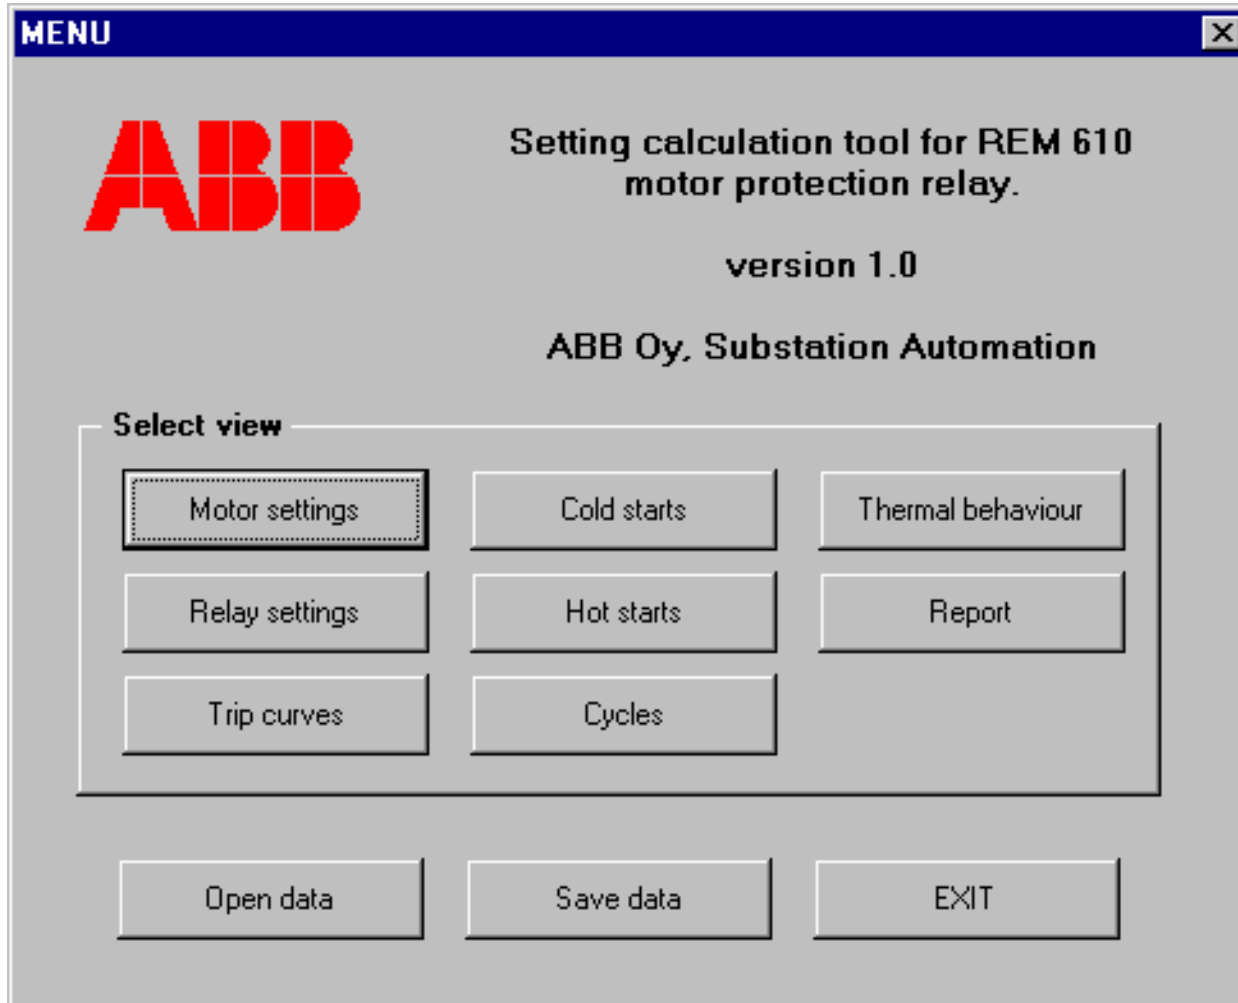 MENU
ABB
Setting calculation tool for REM 610
motor protection relay.
version 1.0
ABB Oy, Substation Automation
Select view
Motor settings
Cold starts
Thermal behaviour
Relay settings
Hot starts
Report
Trip curves
Cycles
Open data
Save data
EXIT